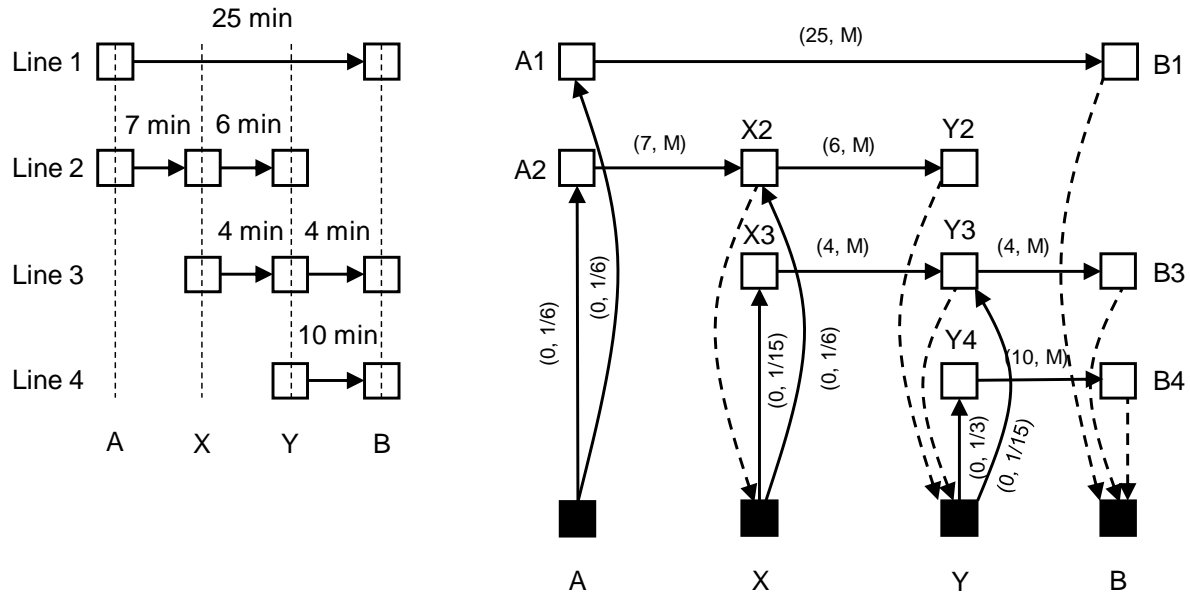 25 min
Line 1
7 min 6 min
Line 2
4 min 4 min
Line 3
10 min
Line 4
A X Y B
A1 (25, M) B1
A2 (7, M) X2 (6, M) Y2
X3 (4, M) Y3 (4, M) B3
Y4 (10, M) B4
(0, 1/6)
(0, 1/6)
(0, 1/15)
(0, 1/6)
(0, 1/3)
(0, 1/15)
A X Y B